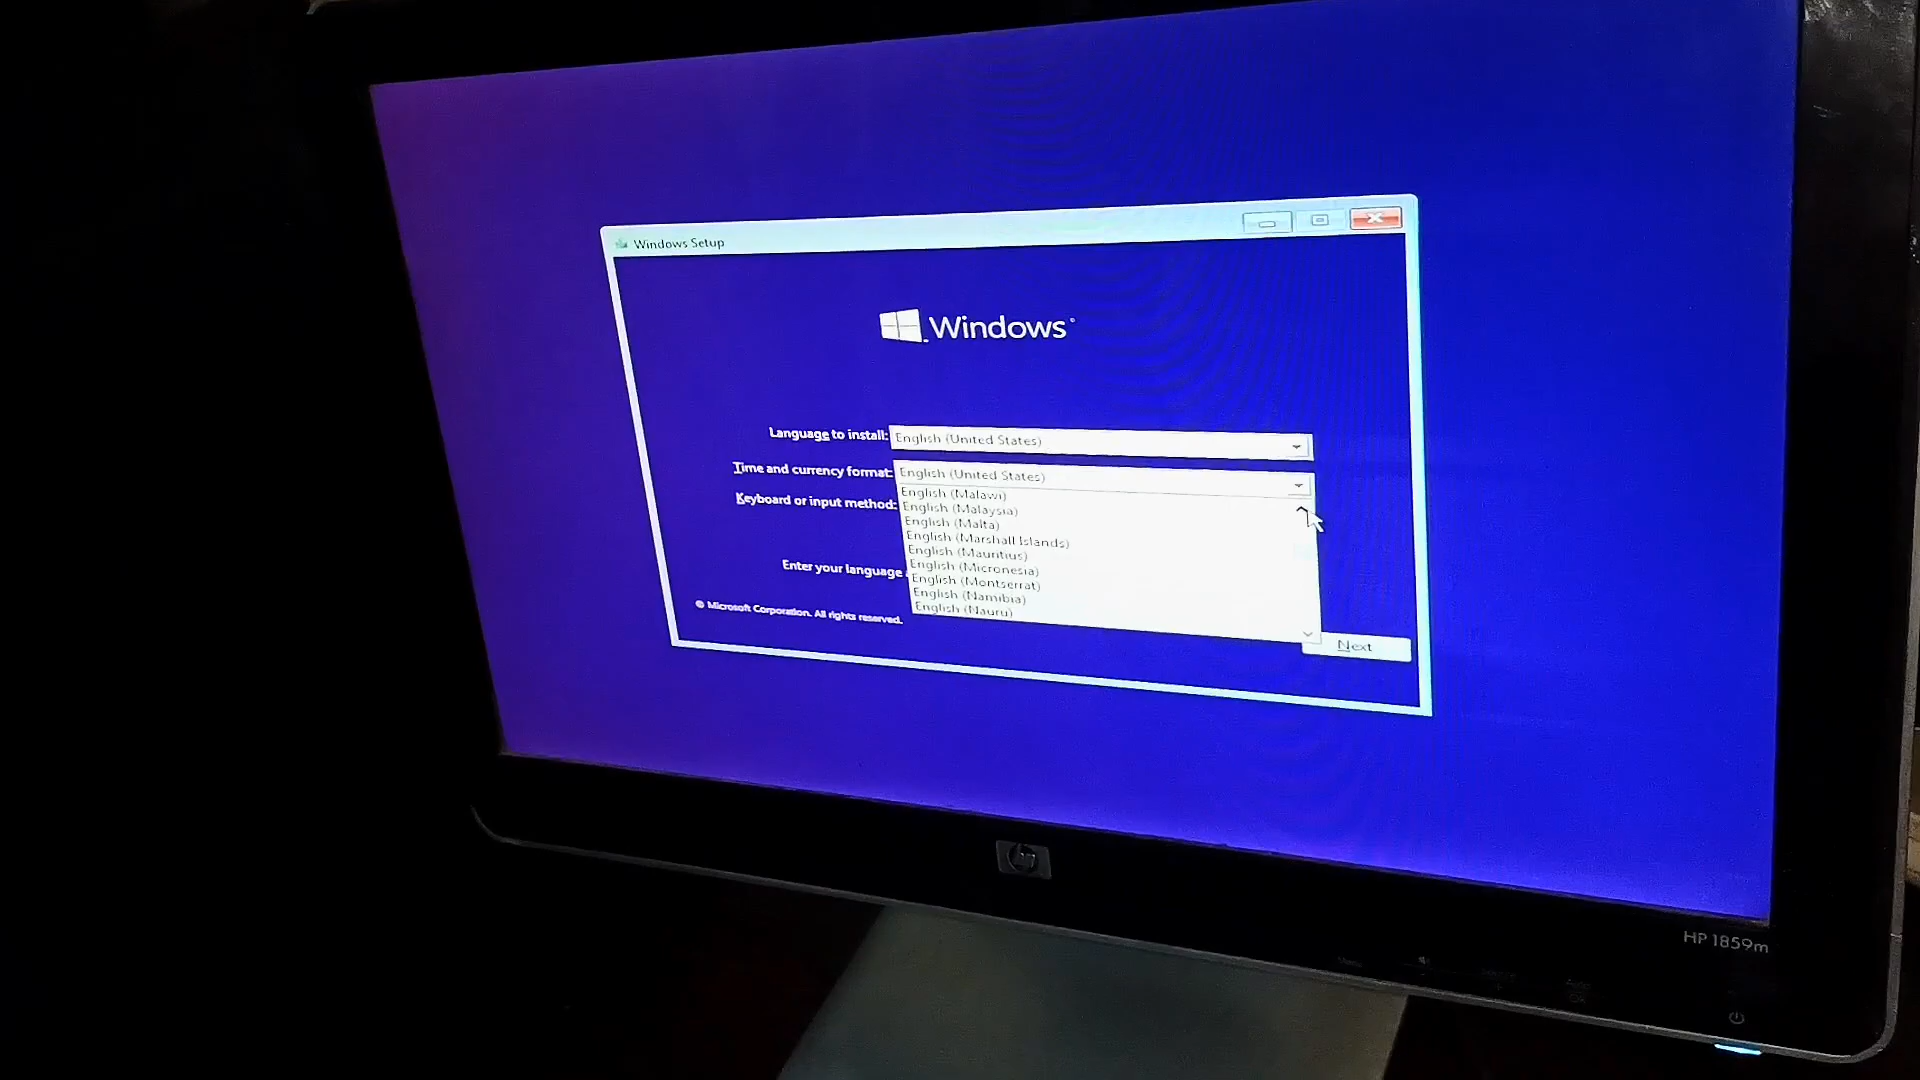 Windows Setup
Windows
Language to install: English (United States)
Time and currency format: English (United States)
Keyboard or input method:
English (Malawi)
English (Malaysia)
English (Malta)
English (Marshall Islands)
English (Mauritius)
English (Micronesia)
English (Montserrat)
English (Namibia)
English (Nauru)
Enter your language
© Microsoft Corporation. All rights reserved.
Next
hp
HP 1859m